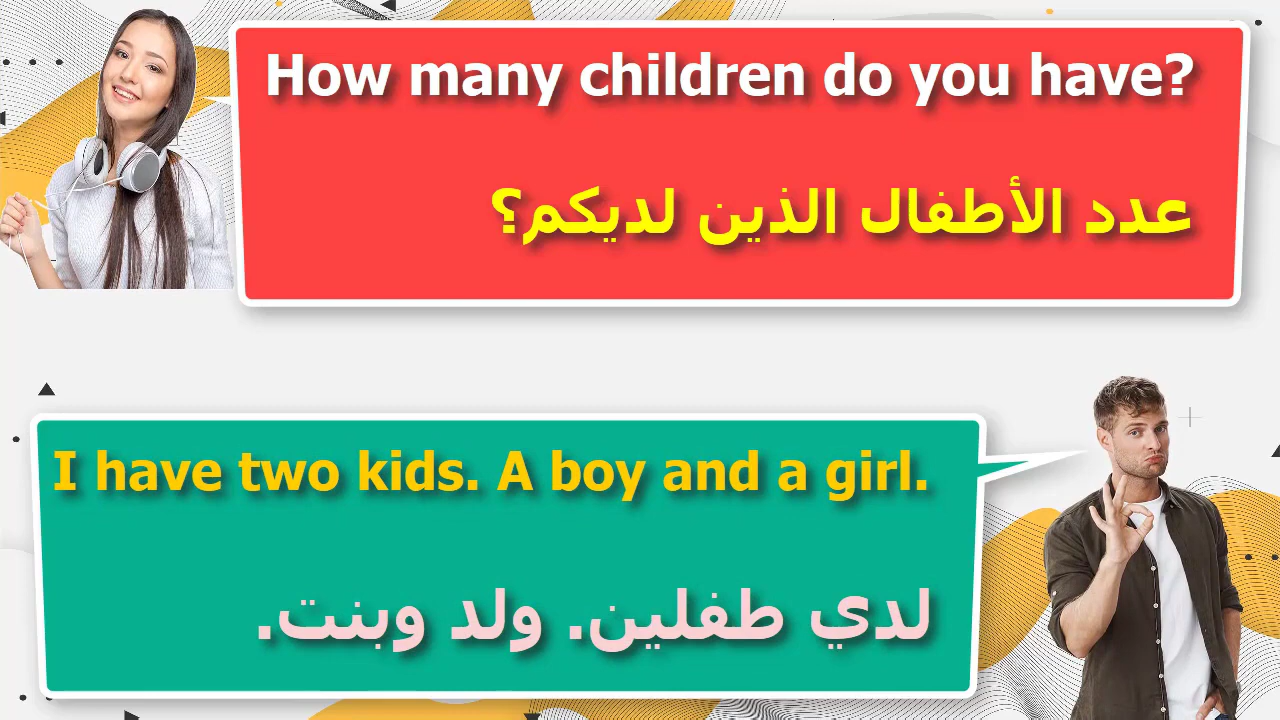 How many children do you have?
عدد الأطفال الذين لديكم؟
I have two kids. A boy and a girl.
لدي طفلين. ولد وبنت.